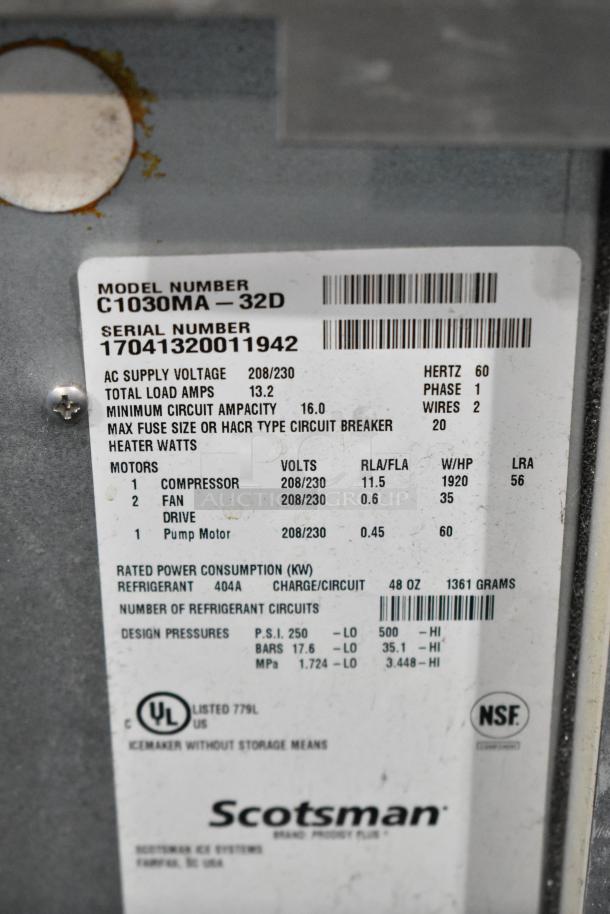 MODEL NUMBER
C1030MA - 32D
SERIAL NUMBER
17041320011942
AC SUPPLY VOLTAGE 208/230 HERTZ 60
TOTAL LOAD AMPS 13.2 PHASE 1
MINIMUM CIRCUIT AMPACITY 16.0 WIRES 2
MAX FUSE SIZE OR HACR TYPE CIRCUIT BREAKER 20
HEATER WATTS
MOTORS VOLTS RLA/FLA W/HP LRA
1 COMPRESSOR 208/230 11.5 1920 56
2 FAN 208/230 0.6 35
DRIVE
1 Pump Motor 208/230 0.45 60
AUCTION GROUP
RATED POWER CONSUMPTION (KW)
REFRIGERANT 404A CHARGE/CIRCUIT 48 OZ 1361 GRAMS
NUMBER OF REFRIGERANT CIRCUITS
DESIGN PRESSURES P.S.I. 250 - LO 500 - HI
BARS 17.6 - LO 35.1 - HI
MPa 1.724 - LO 3.448 - HI
C UL US LISTED 779L
NSF.
COMPONENT
ICEMAKER WITHOUT STORAGE MEANS
Scotsman
BRAND PRODIGY PLUS
SCOTSMAN ICE SYSTEMS
FAIRFAX, SC USA